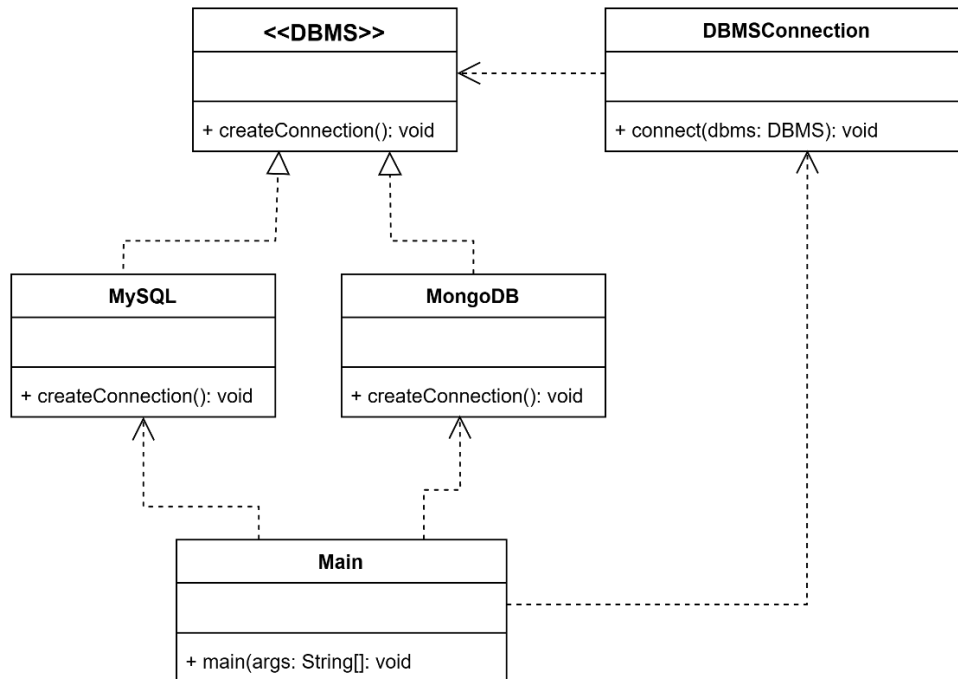 <<DBMS>>
+ createConnection(): void
DBMSConnection
+ connect(dbms: DBMS): void
MySQL
+ createConnection(): void
MongoDB
+ createConnection(): void
Main
+ main(args: String[]: void